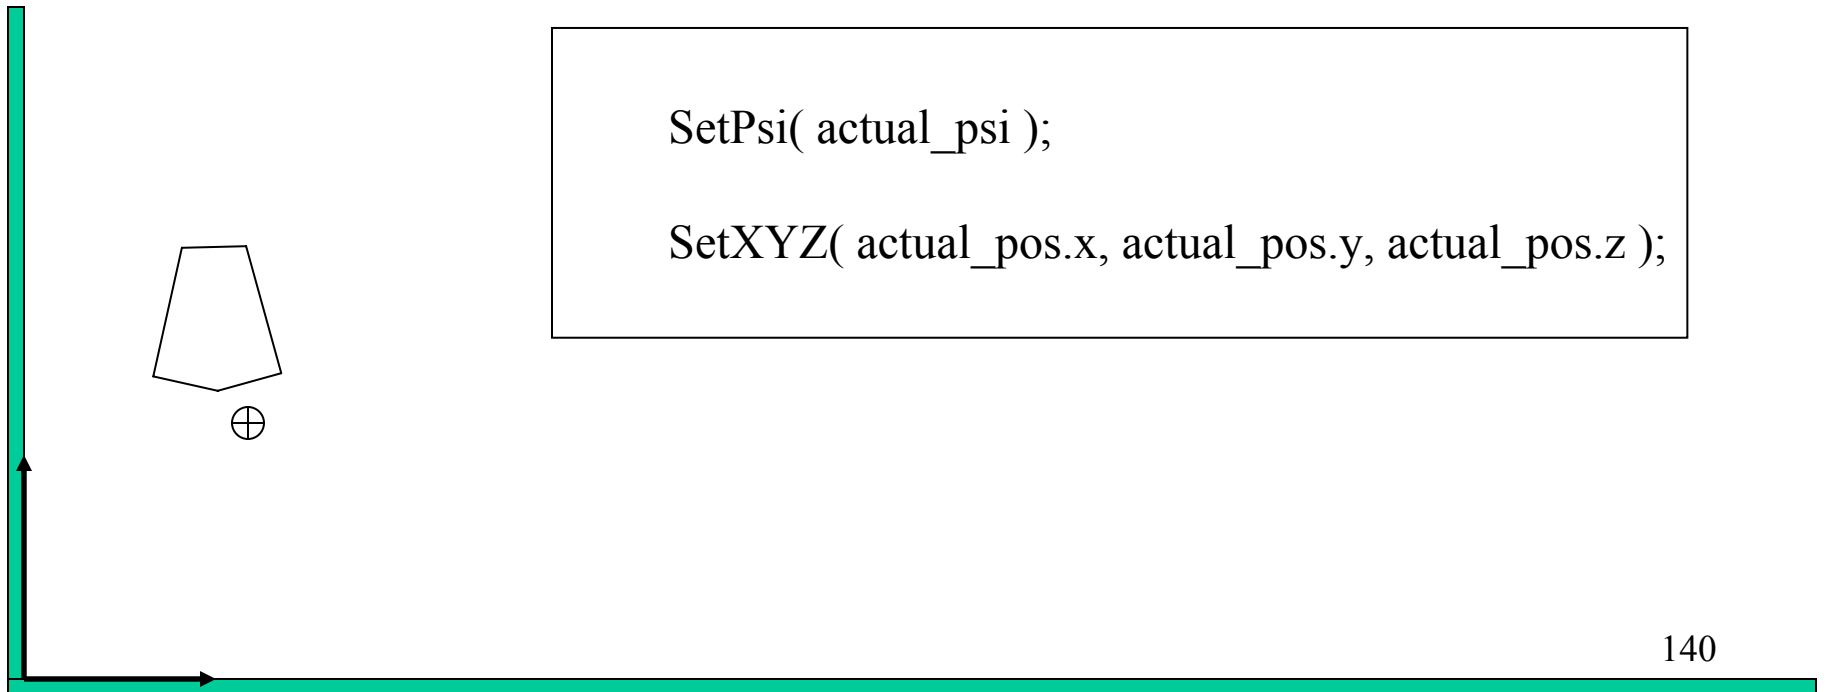 SetPsi( actual_psi );
SetXYZ( actual_pos.x, actual_pos.y, actual_pos.z );
140